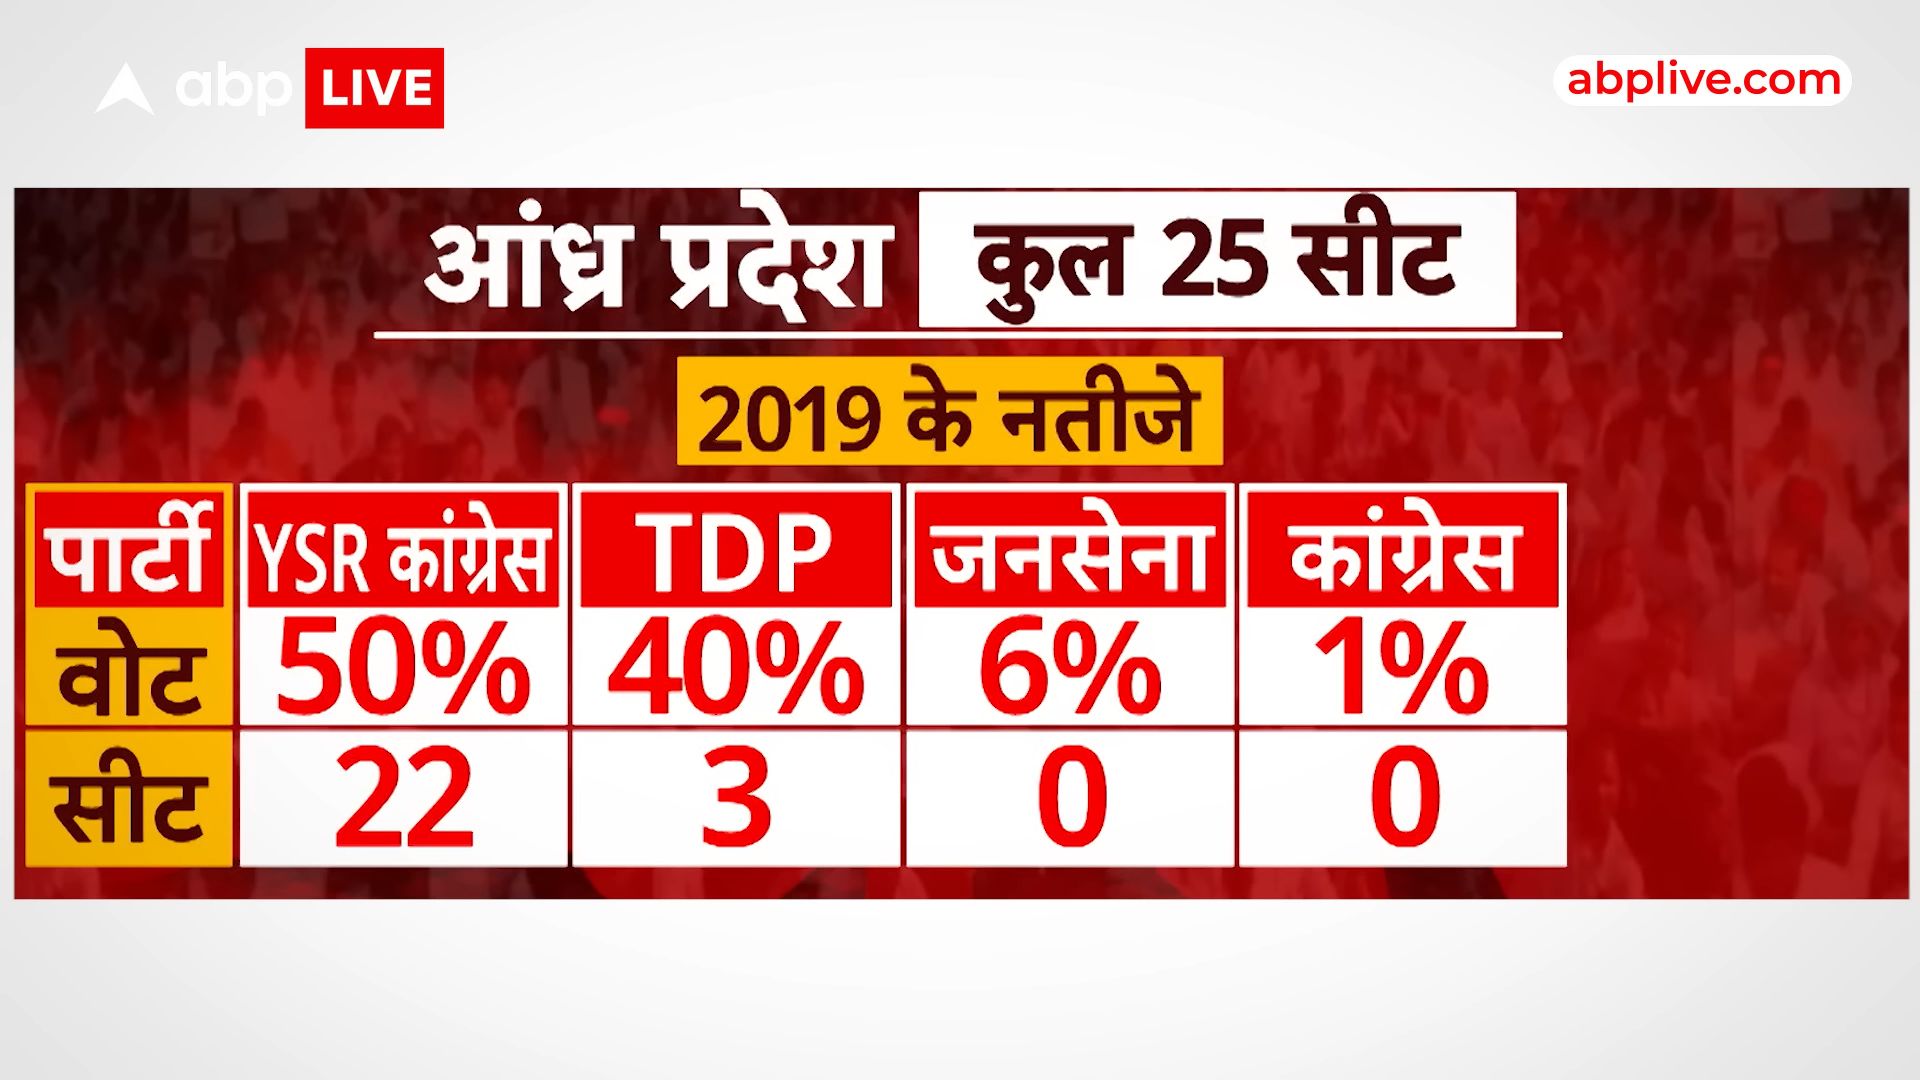 abp LIVE
abplive.com
आंध्र प्रदेश कुल 25 सीट
2019 के नतीजे
पार्टी YSR कांग्रेस TDP जनसेना कांग्रेस
वोट 50% 40% 6% 1%
सीट 22 3 0 0